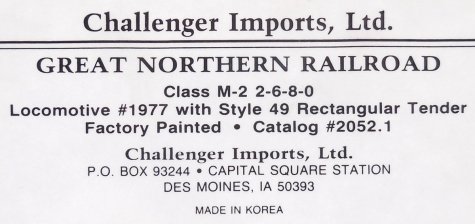 Challenger Imports, Ltd.
GREAT NORTHERN RAILROAD
Class M-2 2-6-8-0
Locomotive #1977 with Style 49 Rectangular Tender
Factory Painted • Catalog #2052.1
Challenger Imports, Ltd.
P.O. BOX 93244 • CAPITAL SQUARE STATION
DES MOINES, IA 50393
MADE IN KOREA